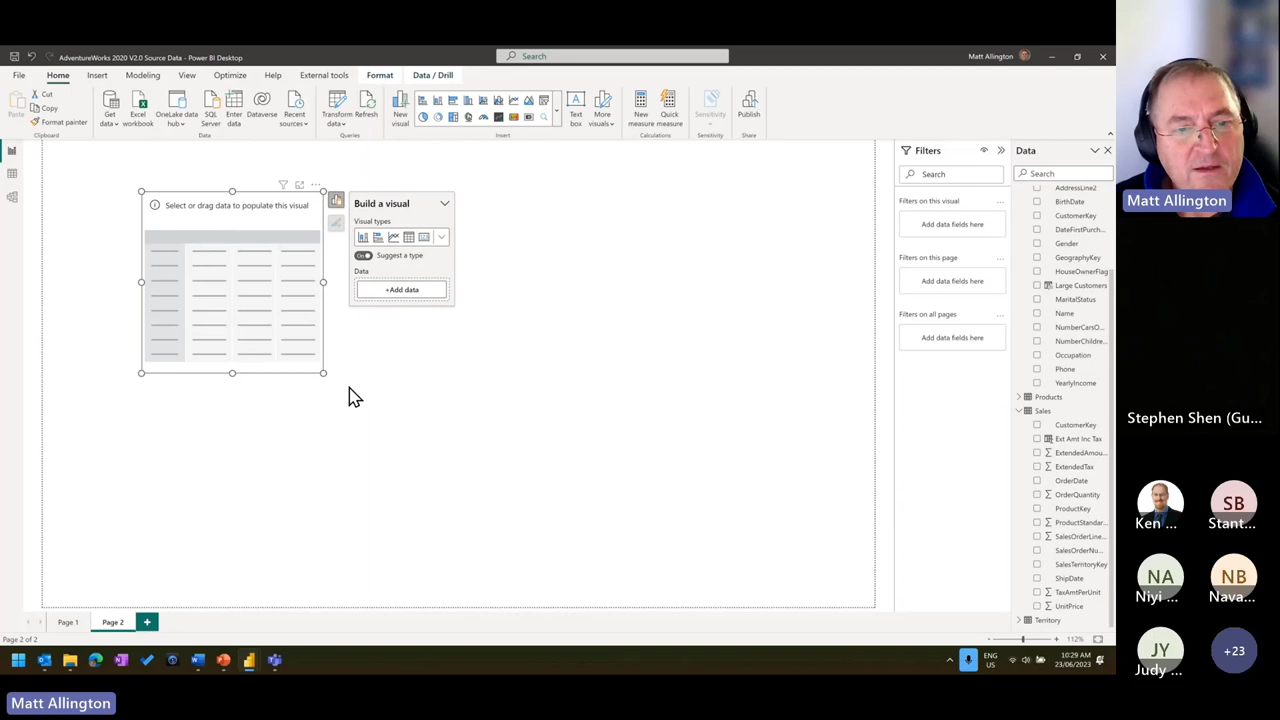 AdventureWorks 2020 V2.0 Source Data - Power BI Desktop
Search
Matt Allington
File
Home
Insert
Modeling
View
Optimize
Help
External tools
Format
Data / Drill
Paste
Cut
Copy
Format painter
Clipboard
Get data
Excel workbook
OneLake data hub
SQL Server
Enter data
Dataverse
Recent sources
Data
Transform data
Refresh
Queries
New visual
Text box
More visuals
Insert
New measure
Quick measure
Calculations
Sensitivity
Sensitivity
Publish
Share
Select or drag data to populate this visual
Build a visual
Visual types
On
Suggest a type
Data
+Add data
Filters
Search
Filters on this visual
...
Add data fields here
Filters on this page
...
Add data fields here
Filters on all pages
...
Add data fields here
Data
Search
AddressLine2
BirthDate
CustomerKey
DateFirstPurch...
Gender
GeographyKey
HouseOwnerFlag
Large Customers
MaritalStatus
Name
NumberCarsO...
NumberChildre...
Occupation
Phone
YearlyIncome
Products
Sales
CustomerKey
Ext Amt Inc Tax
ExtendedAmou...
ExtendedTax
OrderDate
OrderQuantity
ProductKey
ProductStandar...
SalesOrderLine...
SalesOrderNu...
SalesTerritoryKey
ShipDate
TaxAmtPerUnit
UnitPrice
Territory
Page 1
Page 2
+
Page 2 of 2
- + 112%
ENG
US
10:29 AM
23/06/2023
Matt Allington
Matt Allington
Stephen Shen (Gu...
Ken ...
SB
Stant...
NA
Niyi ...
NB
Nava...
JY
Judy ...
+23